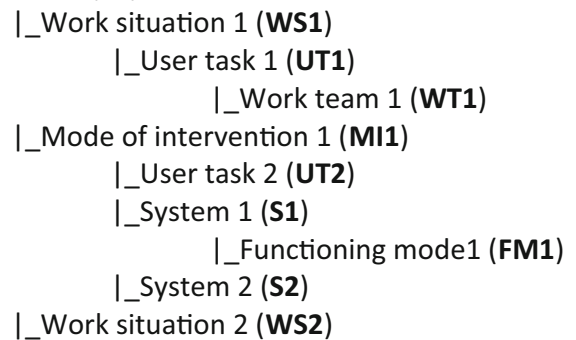 |_Work situation 1 (WS1)
|_User task 1 (UT1)
|_Work team 1 (WT1)
|_Mode of intervention 1 (MI1)
|_User task 2 (UT2)
|_System 1 (S1)
|_Functioning mode1 (FM1)
|_System 2 (S2)
|_Work situation 2 (WS2)